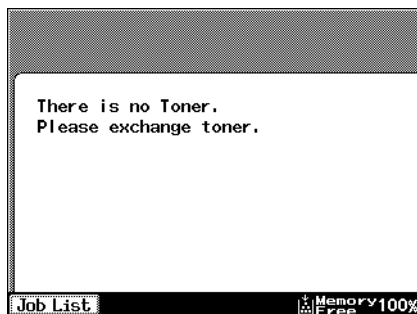 There is no Toner.
Please exchange toner.
Job List
Memory
Free 100%